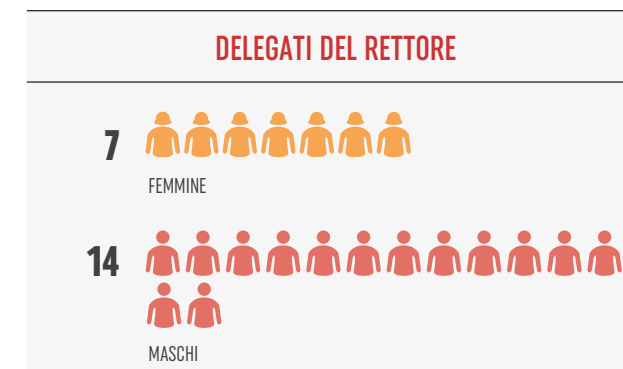 DELEGATI DEL RETTORE
7
FEMMINE
14
MASCHI